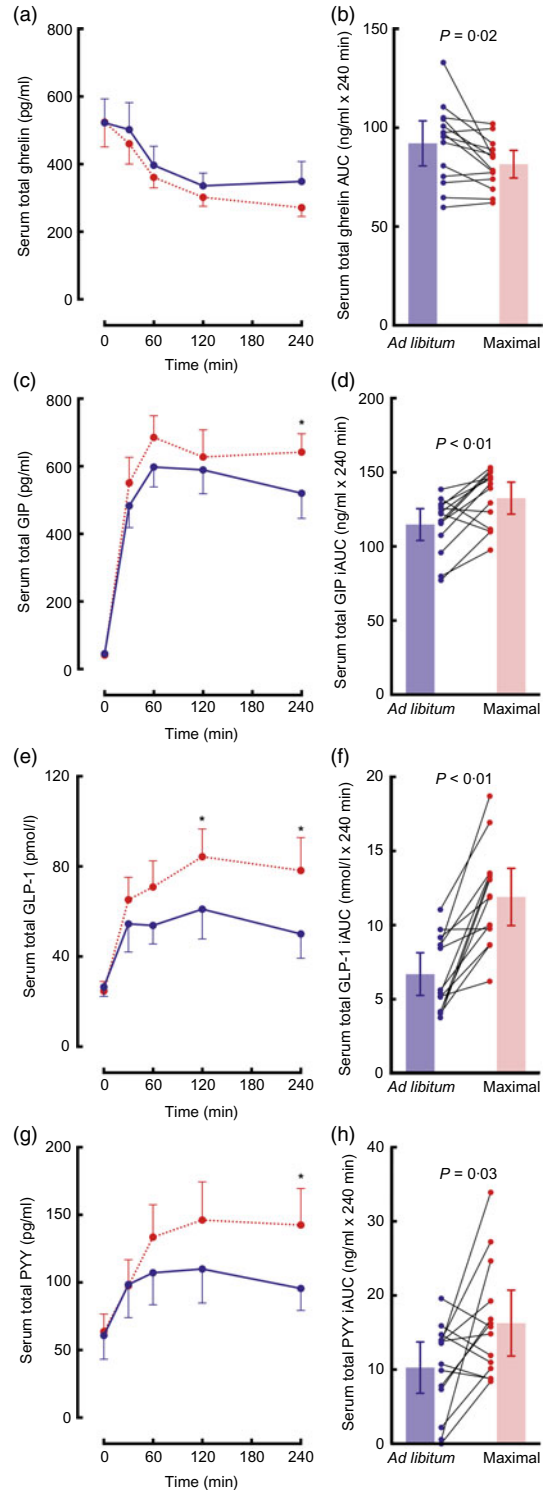 (a)
Serum total ghrelin (pg/ml)
800
600
400
200
0
0 60 120 180 240
Time (min)
(b)
P = 0·02
Serum total ghrelin AUC (ng/ml x 240 min)
150
100
50
0
Ad libitum Maximal
(c)
Serum total GIP (pg/ml)
800
600
400
200
0
*
0 60 120 180 240
Time (min)
(d)
P < 0·01
Serum total GIP iAUC (ng/ml x 240 min)
200
150
100
50
0
Ad libitum Maximal
(e)
Serum total GLP-1 (pmol/l)
120
80
40
0
* *
0 60 120 180 240
Time (min)
(f)
P < 0·01
Serum total GLP-1 iAUC (nmol/l x 240 min)
20
15
10
5
0
Ad libitum Maximal
(g)
Serum total PYY (pg/ml)
200
150
100
50
0
*
0 60 120 180 240
Time (min)
(h)
P = 0·03
Serum total PYY iAUC (ng/ml x 240 min)
40
30
20
10
0
Ad libitum Maximal